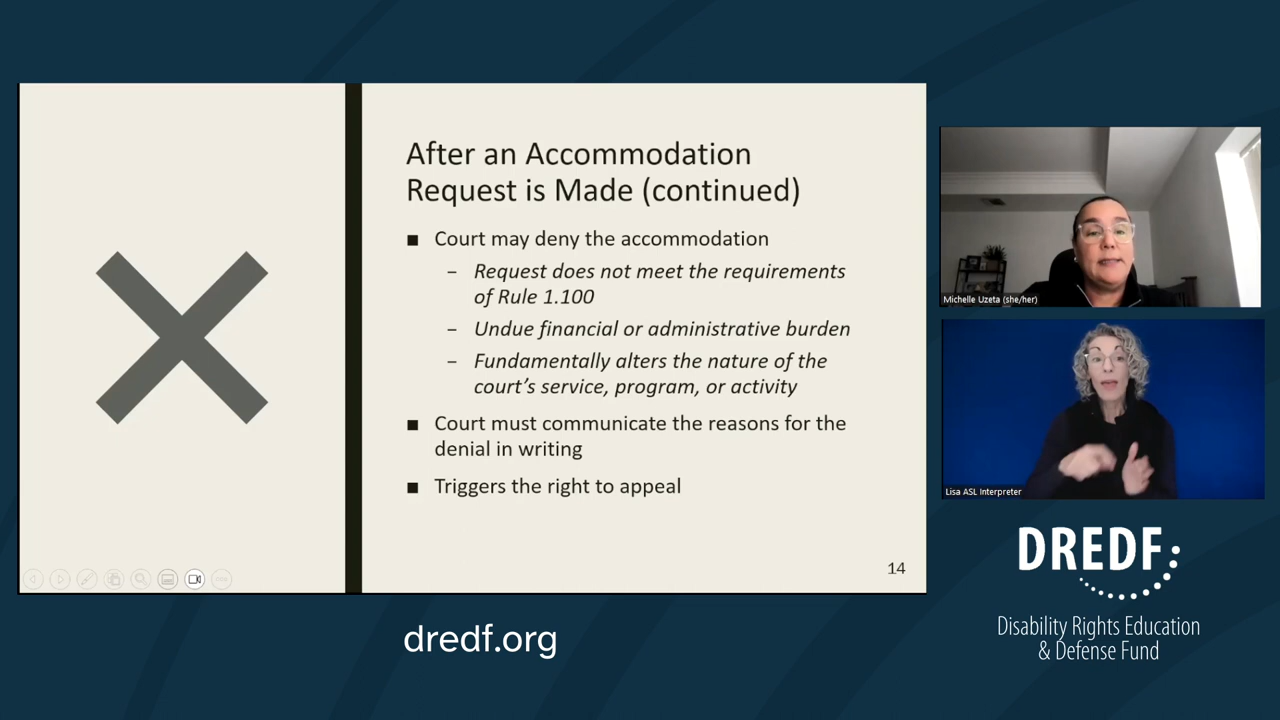 After an Accommodation
Request is Made (continued)
■ Court may deny the accommodation
– Request does not meet the requirements
of Rule 1.100
– Undue financial or administrative burden
– Fundamentally alters the nature of the
court's service, program, or activity
■ Court must communicate the reasons for the
denial in writing
■ Triggers the right to appeal
14
Michelle Uzeta (she/her)
Lisa ASL Interpreter
DREDF
Disability Rights Education
& Defense Fund
dredf.org